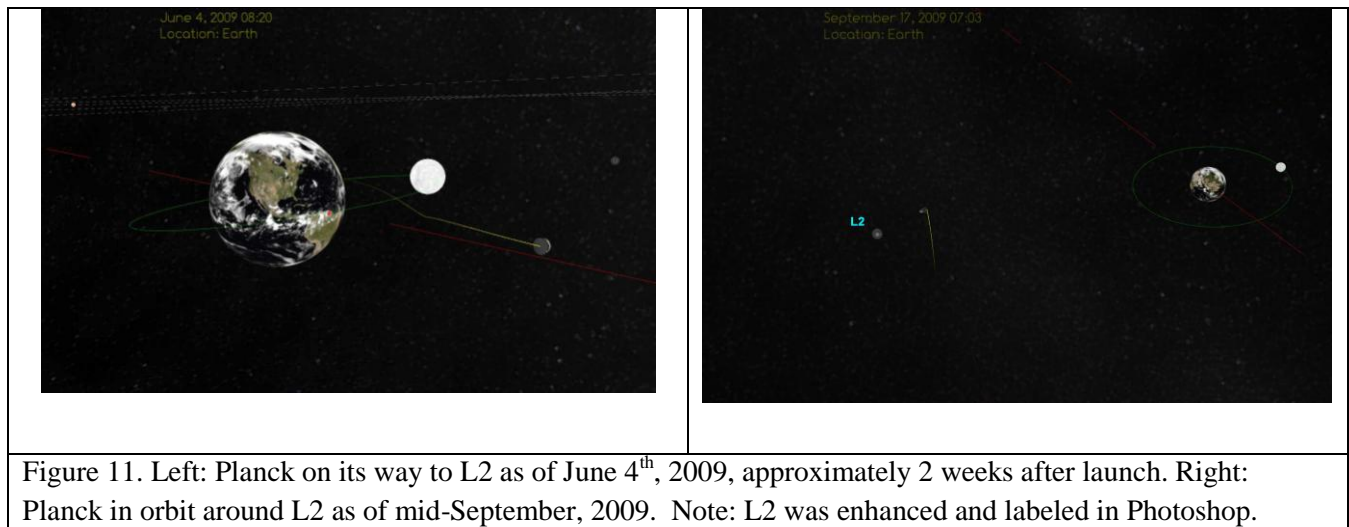 June 4, 2009 08:20
Location: Earth
September 17, 2009 07:03
Location: Earth
L2
Figure 11. Left: Planck on its way to L2 as of June 4th, 2009, approximately 2 weeks after launch. Right:
Planck in orbit around L2 as of mid-September, 2009.  Note: L2 was enhanced and labeled in Photoshop.